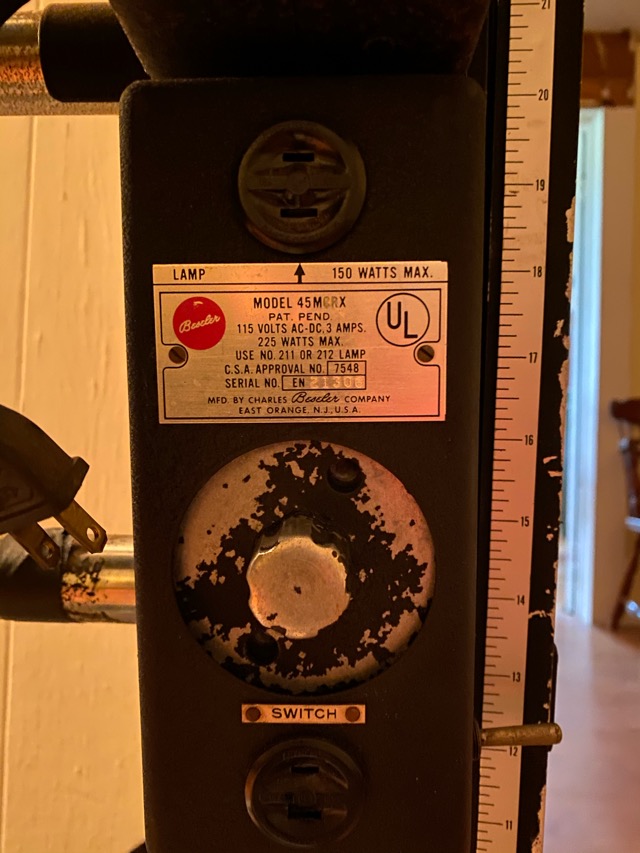 LAMP 150 WATTS MAX.
Beseler
MODEL 45MCRX
PAT. PEND.
115 VOLTS AC-DC, 3 AMPS.
225 WATTS MAX.
UL
USE NO. 211 OR 212 LAMP
C.S.A. APPROVAL NO. 7548
SERIAL NO. EN
MFD. BY CHARLES Beseler COMPANY
EAST ORANGE, N.J., U.S.A.
SWITCH
21
20
19
18
17
16
15
14
13
12
11